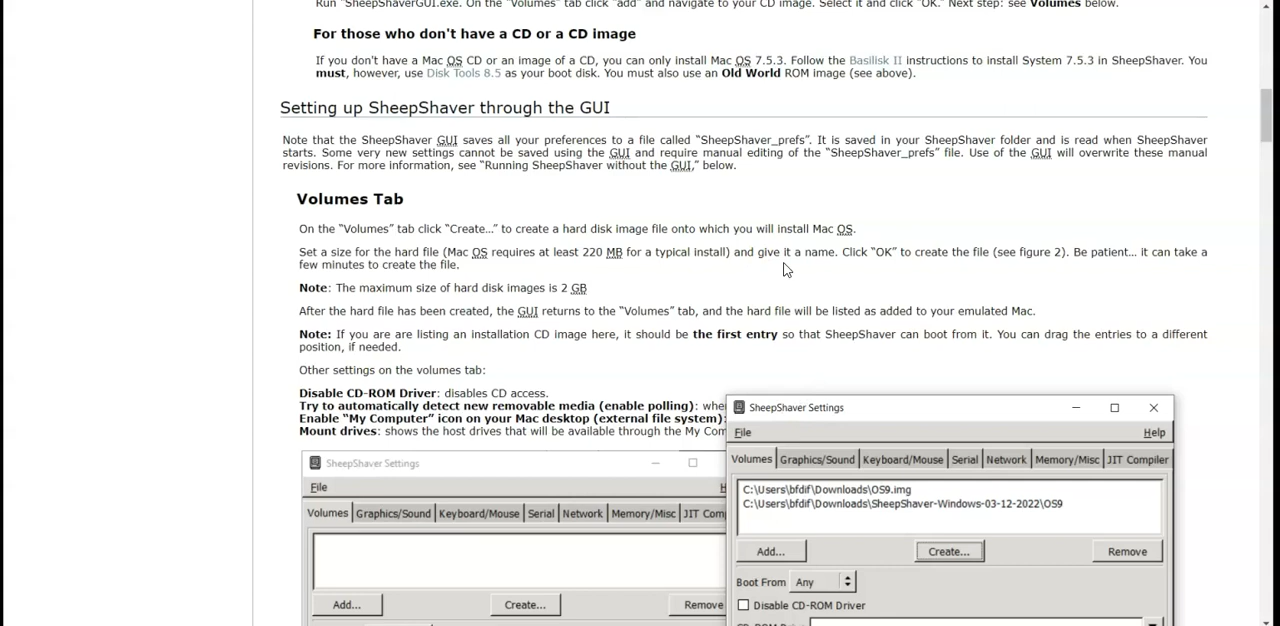 Run "SheepShaverGUI.exe. On the "Volumes" tab click "add" and navigate to your CD image. Select it and click "OK." Next step: see Volumes below.
For those who don't have a CD or a CD image
If you don't have a Mac OS CD or an image of a CD, you can only install Mac OS 7.5.3. Follow the Basilisk II instructions to install System 7.5.3 in SheepShaver. You
must, however, use Disk Tools 8.5 as your boot disk. You must also use an Old World ROM image (see above).
Setting up SheepShaver through the GUI
Note that the SheepShaver GUI saves all your preferences to a file called "SheepShaver_prefs". It is saved in your SheepShaver folder and is read when SheepShaver
starts. Some very new settings cannot be saved using the GUI and require manual editing of the "SheepShaver_prefs" file. Use of the GUI will overwrite these manual
revisions. For more information, see "Running SheepShaver without the GUI," below.
Volumes Tab
On the "Volumes" tab click "Create..." to create a hard disk image file onto which you will install Mac OS.
Set a size for the hard file (Mac OS requires at least 220 MB for a typical install) and give it a name. Click "OK" to create the file (see figure 2). Be patient... it can take a
few minutes to create the file.
Note: The maximum size of hard disk images is 2 GB
After the hard file has been created, the GUI returns to the "Volumes" tab, and the hard file will be listed as added to your emulated Mac.
Note: If you are are listing an installation CD image here, it should be the first entry so that SheepShaver can boot from it. You can drag the entries to a different
position, if needed.
Other settings on the volumes tab:
Disable CD-ROM Driver: disables CD access.
Try to automatically detect new removable media (enable polling): whe
Enable "My Computer" icon on your Mac desktop (external file system):
Mount drives: shows the host drives that will be available through the My Com
SheepShaver Settings
File
Volumes Graphics/Sound Keyboard/Mouse Serial Network Memory/Misc JIT Comp
Add... Create... Remove
SheepShaver Settings
File Help
Volumes Graphics/Sound Keyboard/Mouse Serial Network Memory/Misc JIT Compiler
C:\Users\bfdif\Downloads\OS9.img
C:\Users\bfdif\Downloads\SheepShaver-Windows-03-12-2022\OS9
Add... Create... Remove
Boot From Any
Disable CD-ROM Driver